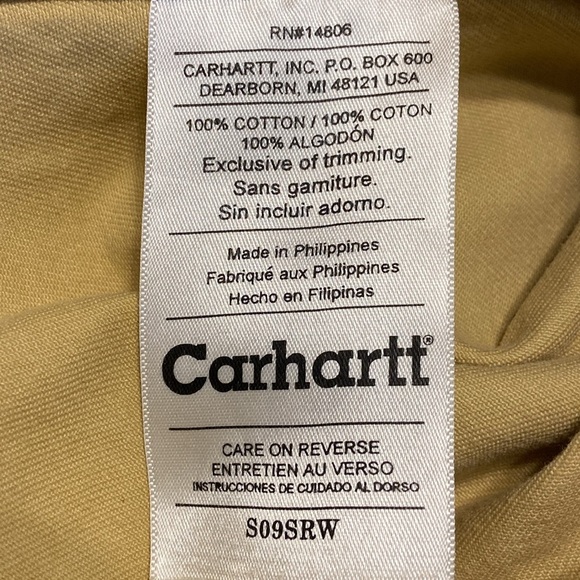 RN#14806
CARHARTT, INC. P.O. BOX 600
DEARBORN, MI 48121 USA
100% COTTON / 100% COTON
100% ALGODÓN
Exclusive of trimming.
Sans garniture.
Sin incluir adorno.
Made in Philippines
Fabriqué aux Philippines
Hecho en Filipinas
Carhartt®
CARE ON REVERSE
ENTRETIEN AU VERSO
INSTRUCCIONES DE CUIDADO AL DORSO
S09SRW